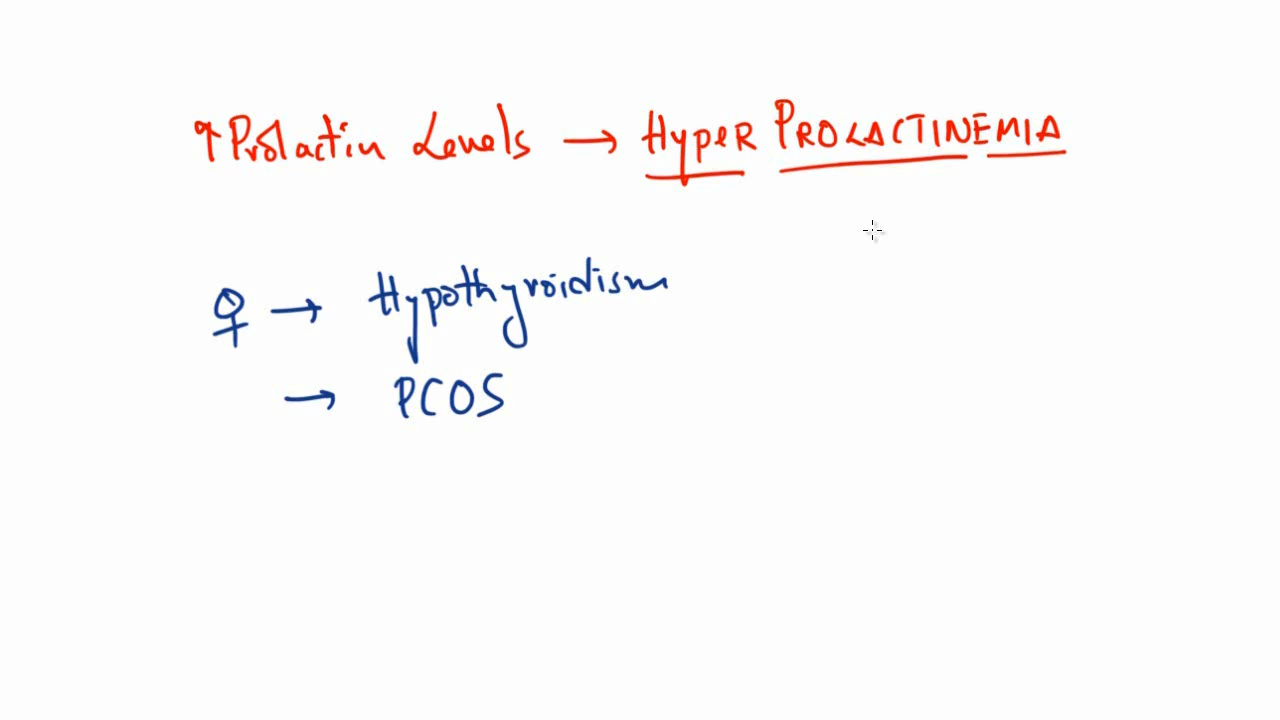 ↑ Prolactin Levels → Hyper PROLACTINEMIA
♀ → Hypothyroidism
→ PCOS